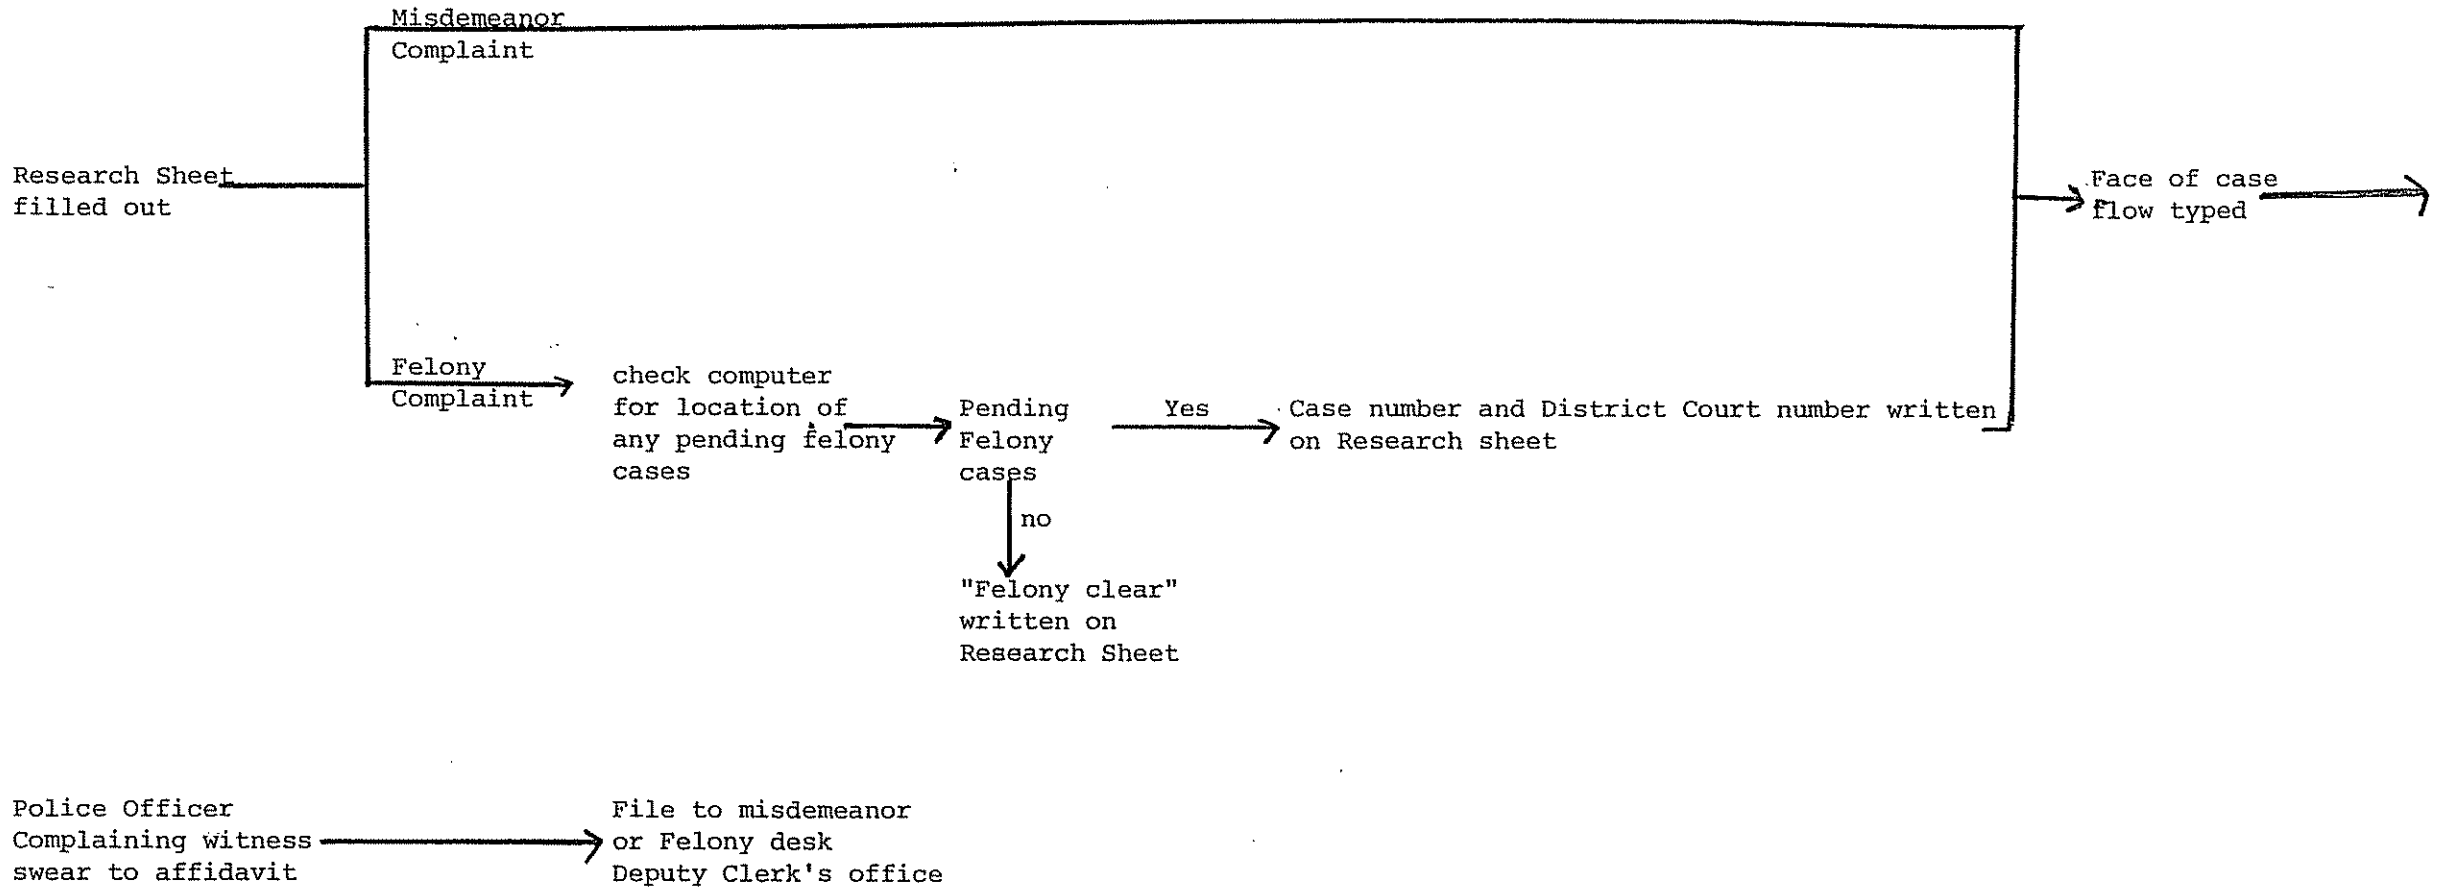 Misdemeanor
Complaint
Research Sheet
filled out
Face of case
flow typed
Felony
Complaint
check computer
for location of
any pending felony
cases
Pending
Felony
cases
Yes
Case number and District Court number written
on Research sheet
no
"Felony clear"
written on
Research Sheet
Police Officer
Complaining witness
swear to affidavit
File to misdemeanor
or Felony desk
Deputy Clerk's office